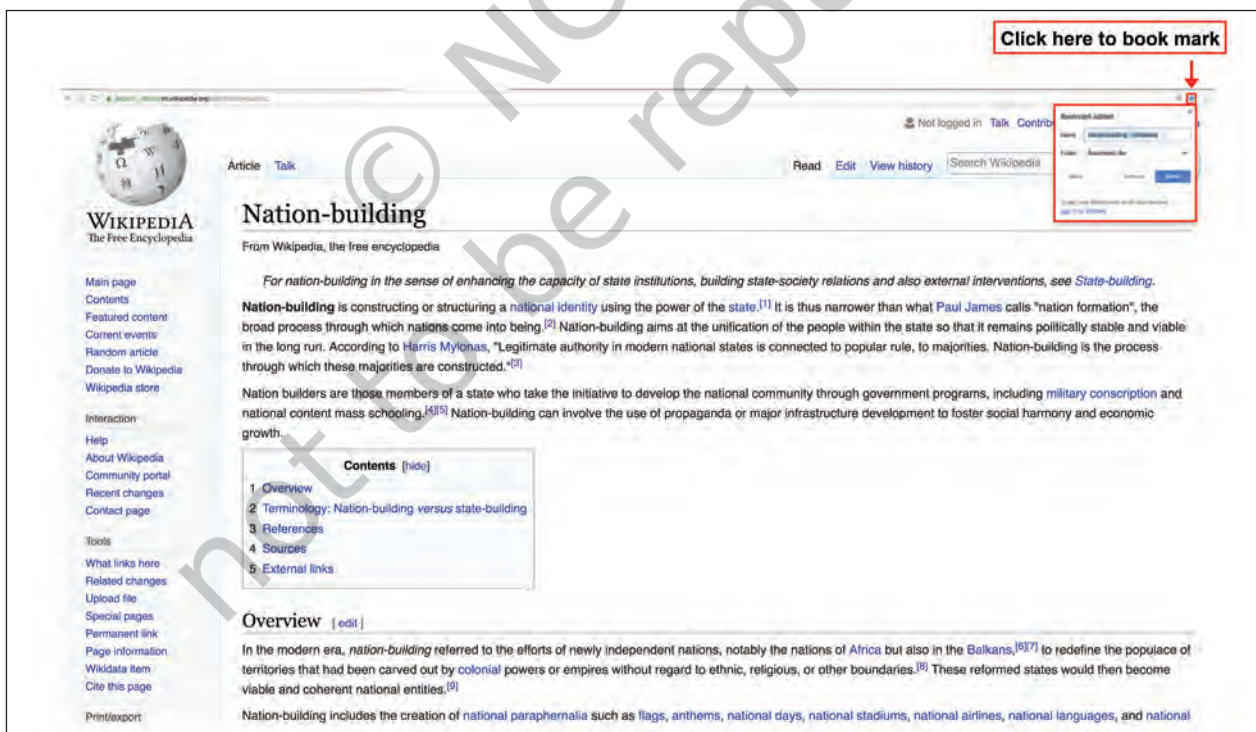 Click here to book mark
Not logged in Talk Contrib
Article Talk
Read Edit View history Search Wikipedia
Bookmark added
Name
Folder Bookmarks Bar
WIKIPEDIA
The Free Encyclopedia
Nation-building
From Wikipedia, the free encyclopedia
For nation-building in the sense of enhancing the capacity of state institutions, building state-society relations and also external interventions, see State-building.
Nation-building is constructing or structuring a national identity using the power of the state.[1] It is thus narrower than what Paul James calls "nation formation", the
broad process through which nations come into being.[2] Nation-building aims at the unification of the people within the state so that it remains politically stable and viable
in the long run. According to Harris Mylonas, "Legitimate authority in modern national states is connected to popular rule, to majorities. Nation-building is the process
through which these majorities are constructed."[3]
Nation builders are those members of a state who take the initiative to develop the national community through government programs, including military conscription and
national content mass schooling.[4][5] Nation-building can involve the use of propaganda or major infrastructure development to foster social harmony and economic
growth.
Contents [hide]
1 Overview
2 Terminology: Nation-building versus state-building
3 References
4 Sources
5 External links
Overview [edit]
In the modern era, nation-building referred to the efforts of newly independent nations, notably the nations of Africa but also in the Balkans,[6][7] to redefine the populace of
territories that had been carved out by colonial powers or empires without regard to ethnic, religious, or other boundaries.[8] These reformed states would then become
viable and coherent national entities.[9]
Nation-building includes the creation of national paraphernalia such as flags, anthems, national days, national stadiums, national airlines, national languages, and national
Main page
Contents
Featured content
Current events
Random article
Donate to Wikipedia
Wikipedia store
Interaction
Help
About Wikipedia
Community portal
Recent changes
Contact page
Tools
What links here
Related changes
Upload file
Special pages
Permanent link
Page information
Wikidata item
Cite this page
Print/export
© NC
not to be repu